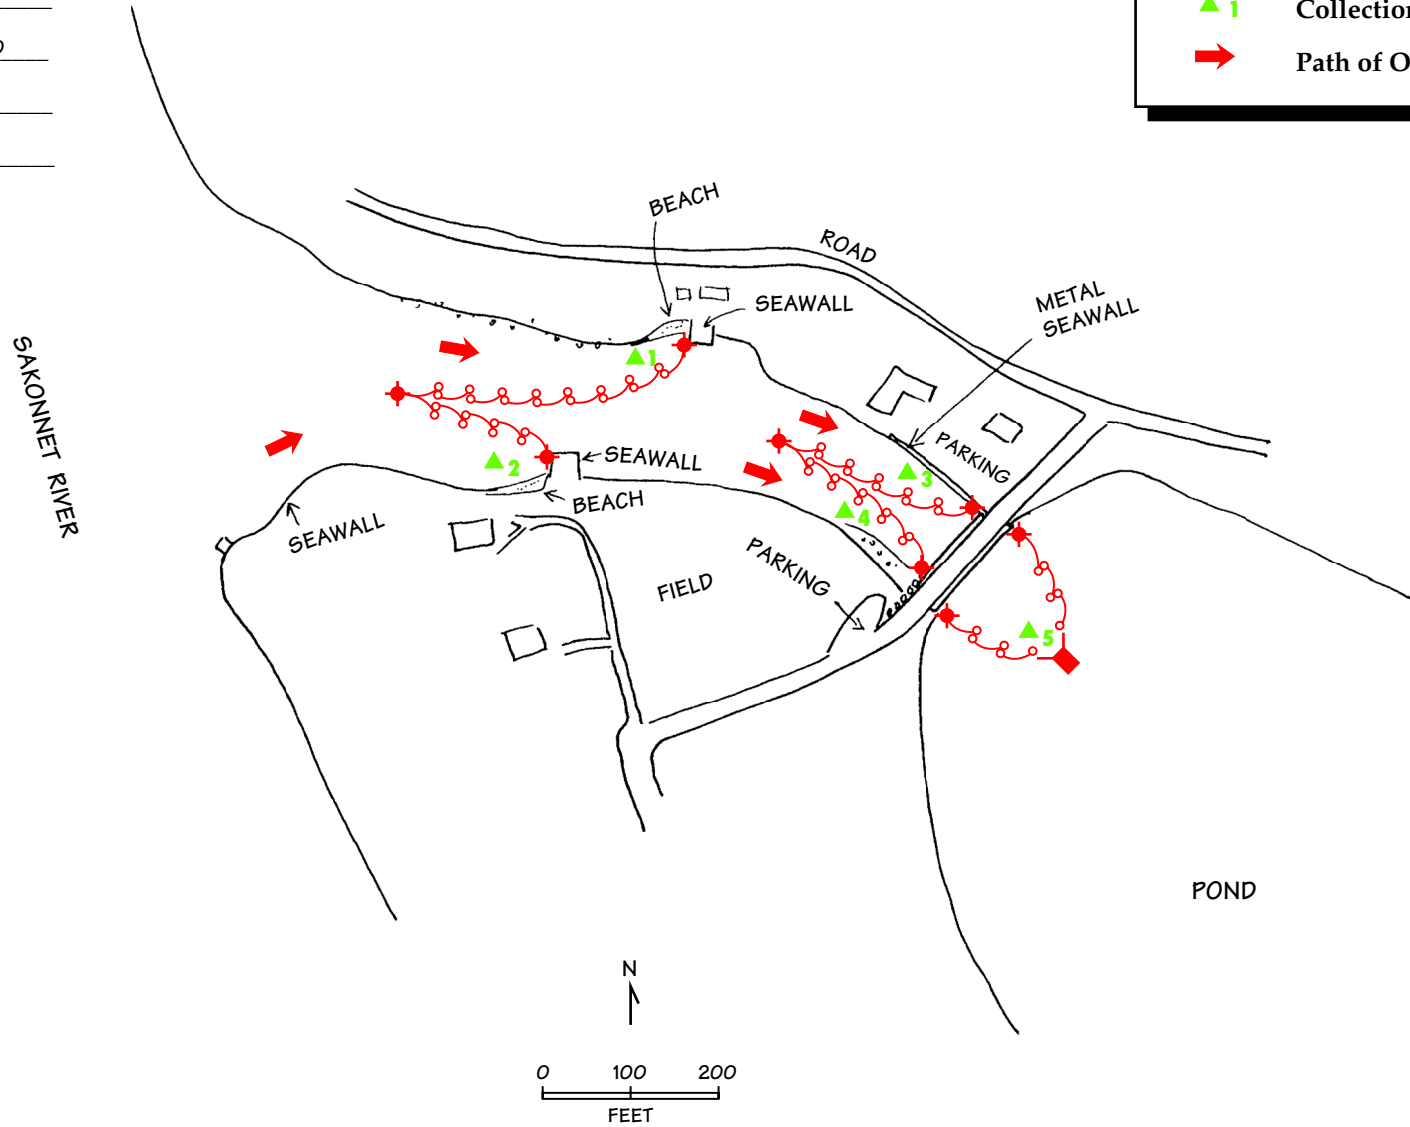 1 Collection
Path of O
BEACH
ROAD
SEAWALL
METAL
SEAWALL
1
SAKONNET RIVER
PARKING
2
SEAWALL
3
BEACH
4
SEAWALL
PARKING
FIELD
5
POND
N
0 100 200
FEET